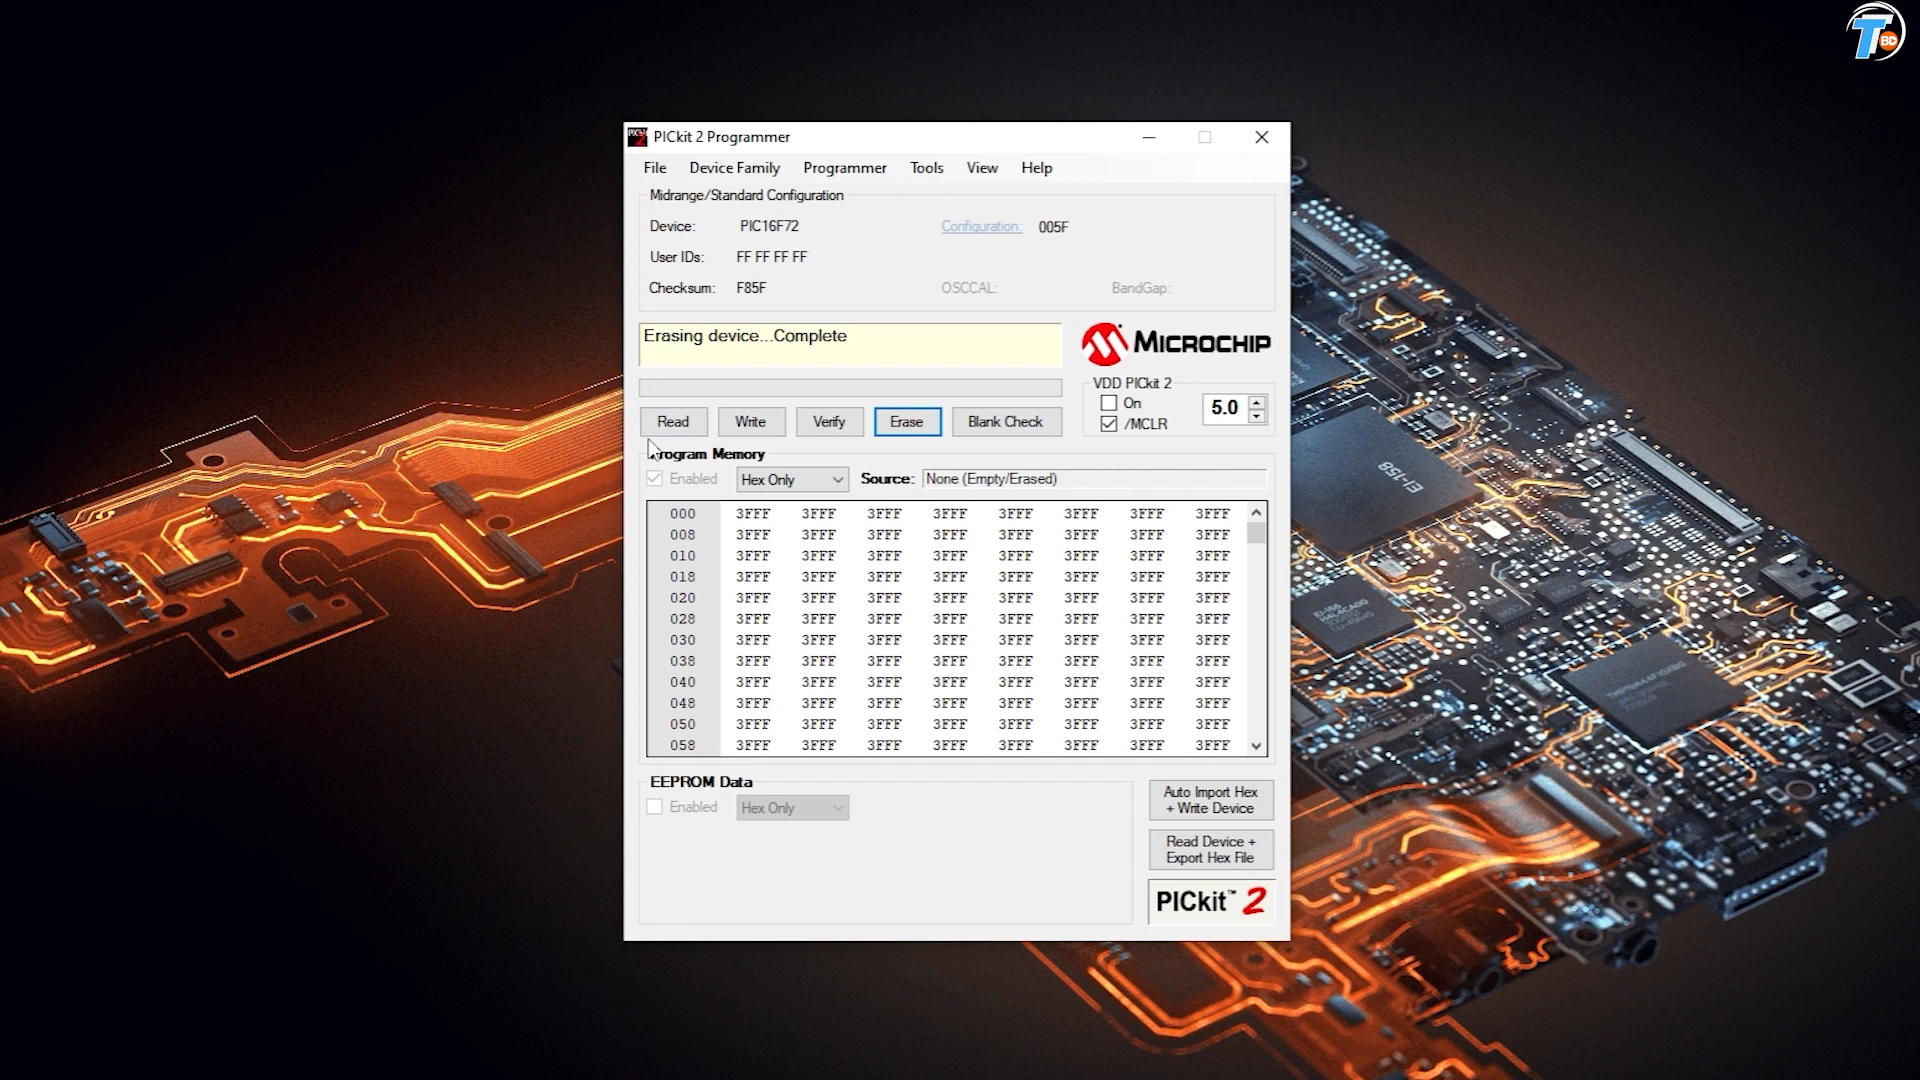 T BD
PICkit 2 Programmer
File Device Family Programmer Tools View Help
Midrange/Standard Configuration
Device: PIC16F72 Configuration: 005F
User IDs: FF FF FF FF
Checksum: F85F OSCCAL: BandGap:
Erasing device...Complete
MICROCHIP
VDD PICkit 2
On
/MCLR
5.0
Read Write Verify Erase Blank Check
Program Memory
Enabled Hex Only Source: None (Empty/Erased)
000 3FFF 3FFF 3FFF 3FFF 3FFF 3FFF 3FFF 3FFF
008 3FFF 3FFF 3FFF 3FFF 3FFF 3FFF 3FFF 3FFF
010 3FFF 3FFF 3FFF 3FFF 3FFF 3FFF 3FFF 3FFF
018 3FFF 3FFF 3FFF 3FFF 3FFF 3FFF 3FFF 3FFF
020 3FFF 3FFF 3FFF 3FFF 3FFF 3FFF 3FFF 3FFF
028 3FFF 3FFF 3FFF 3FFF 3FFF 3FFF 3FFF 3FFF
030 3FFF 3FFF 3FFF 3FFF 3FFF 3FFF 3FFF 3FFF
038 3FFF 3FFF 3FFF 3FFF 3FFF 3FFF 3FFF 3FFF
040 3FFF 3FFF 3FFF 3FFF 3FFF 3FFF 3FFF 3FFF
048 3FFF 3FFF 3FFF 3FFF 3FFF 3FFF 3FFF 3FFF
050 3FFF 3FFF 3FFF 3FFF 3FFF 3FFF 3FFF 3FFF
058 3FFF 3FFF 3FFF 3FFF 3FFF 3FFF 3FFF 3FFF
EEPROM Data
Enabled Hex Only
Auto Import Hex
+ Write Device
Read Device +
Export Hex File
PICkit™ 2
EI-158